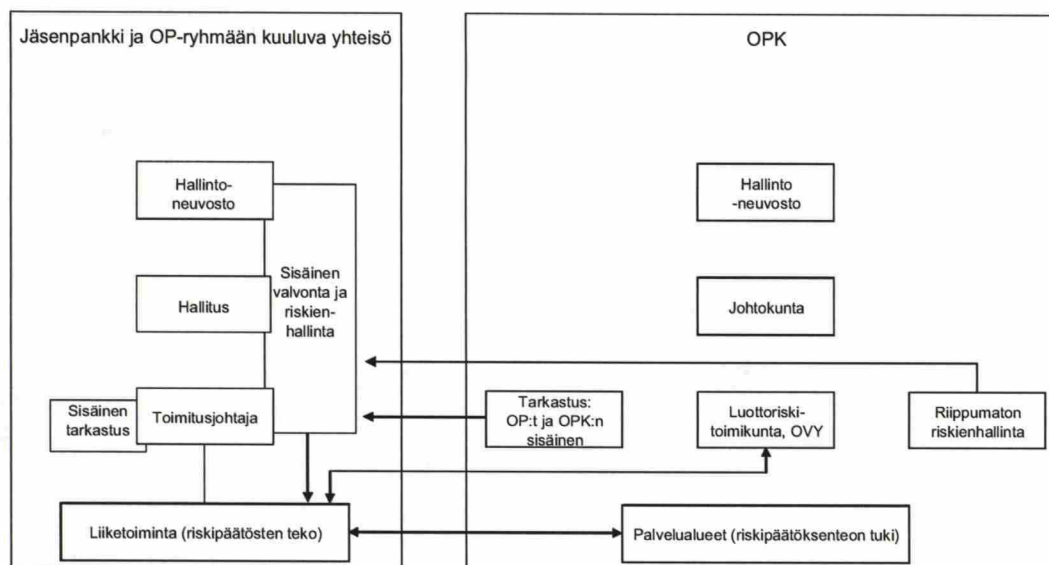 Jäsenpankki ja OP-ryhmään kuuluva yhteisö
Hallinto-
neuvosto
Hallitus
Sisäinen
valvonta ja
riskien-
hallinta
Sisäinen
tarkastus
Toimitusjohtaja
Liiketoiminta (riskipäätösten teko)
OPK
Hallinto
-neuvosto
Johtokunta
Tarkastus:
OP:t ja OPK:n
sisäinen
Luottoriski-
toimikunta, OVY
Riippumaton
riskienhallinta
Palvelualueet (riskipäätöksenteon tuki)